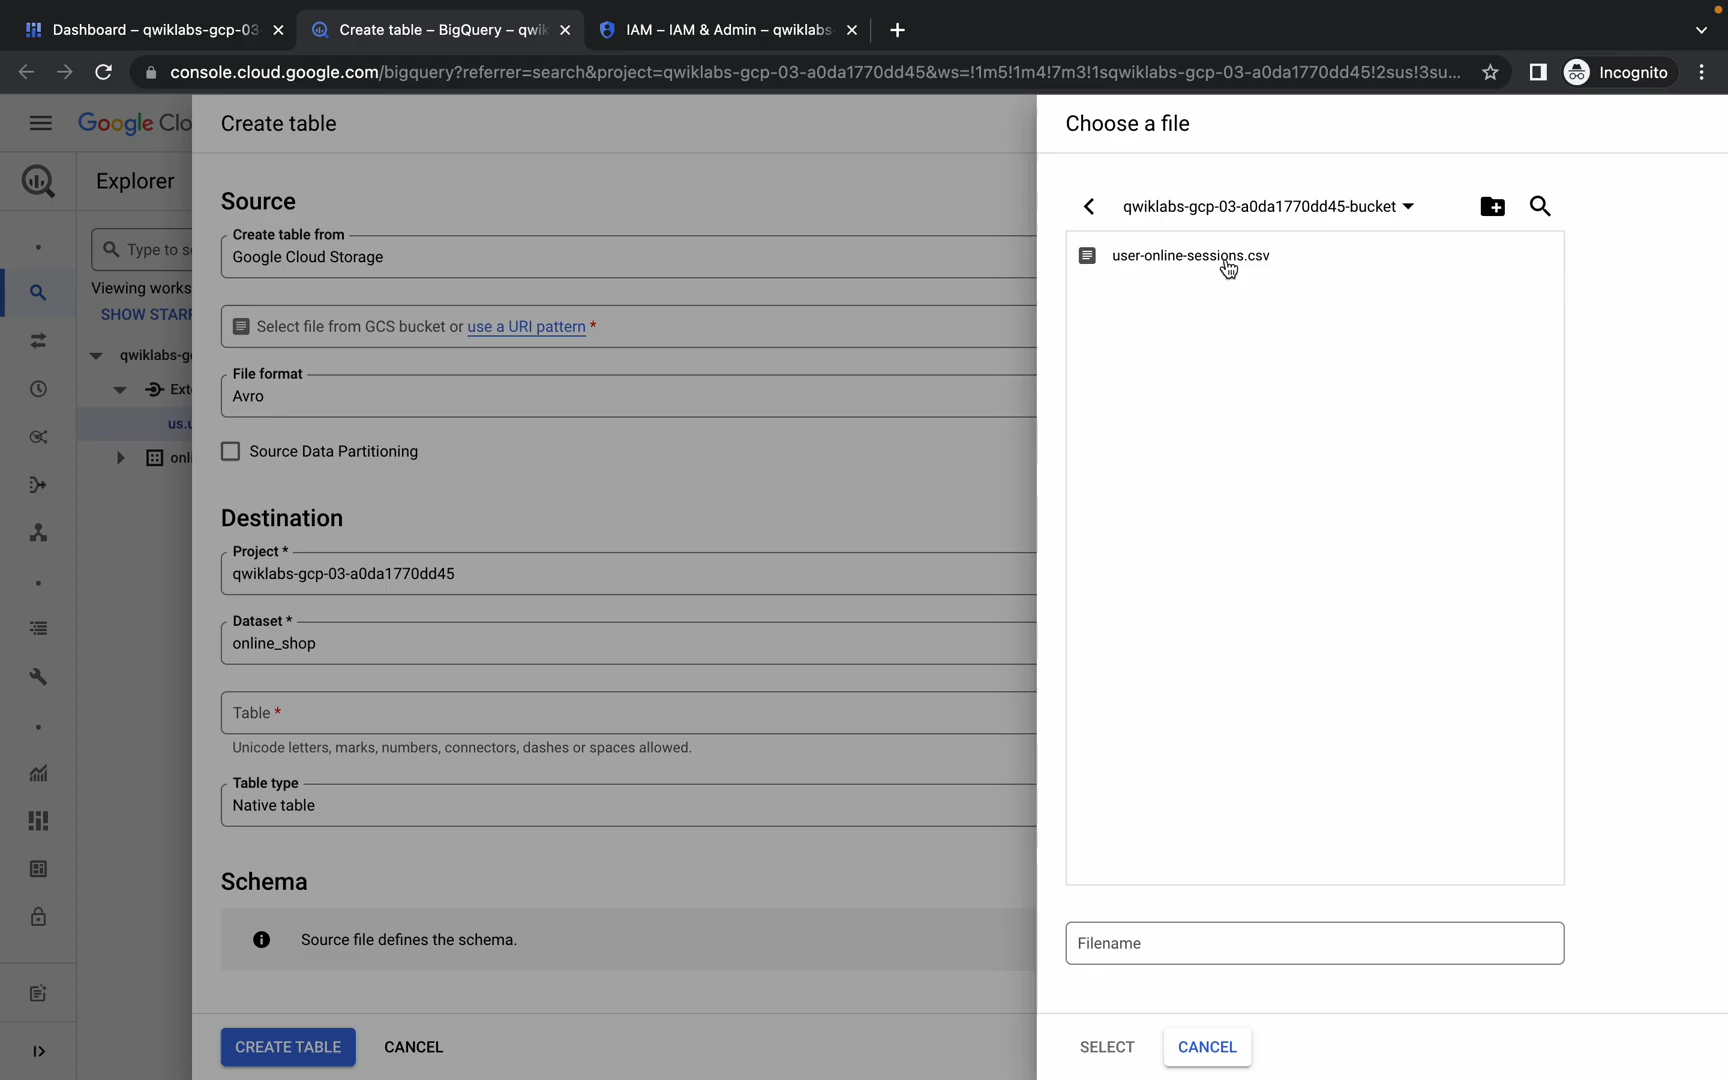 Dashboard – qwiklabs-gcp-03
Create table – BigQuery – qwik
IAM – IAM & Admin – qwiklabs
console.cloud.google.com/bigquery?referrer=search&project=qwiklabs-gcp-03-a0da1770dd45&ws=!1m5!1m4!7m3!1sqwiklabs-gcp-03-a0da1770dd45!2sus!3su...
Incognito
Google Clo
Create table
Choose a file
Explorer
Type to s
Viewing works
SHOW STARR
qwiklabs-g
Ext
us.u
onli
Source
Create table from
Google Cloud Storage
Select file from GCS bucket or use a URI pattern *
File format
Avro
Source Data Partitioning
Destination
Project *
qwiklabs-gcp-03-a0da1770dd45
Dataset *
online_shop
Table *
Unicode letters, marks, numbers, connectors, dashes or spaces allowed.
Table type
Native table
Schema
Source file defines the schema.
CREATE TABLE
CANCEL
qwiklabs-gcp-03-a0da1770dd45-bucket
user-online-sessions.csv
Filename
SELECT
CANCEL